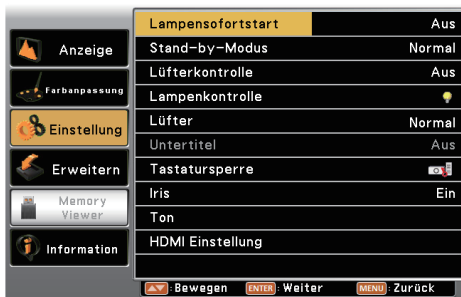 Anzeige
Farbanpassung
Einstellung
Erweitern
Memory
Viewer
Information
Lampensofortstart Aus
Stand-by-Modus Normal
Lüfterkontrolle Aus
Lampenkontrolle
Lüfter Normal
Untertitel Aus
Tastatursperre
Iris Ein
Ton
HDMI Einstellung
:Bewegen ENTER:Weiter MENU:Zurück